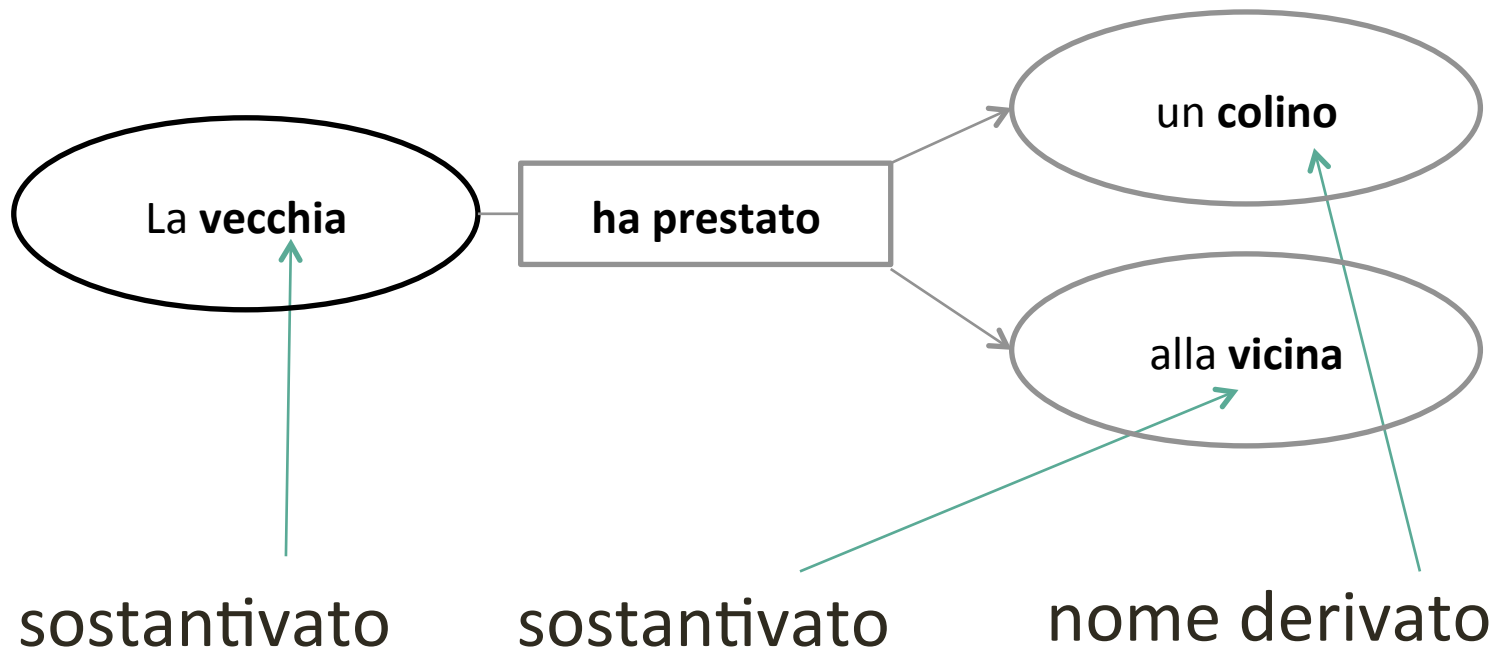 un colino
La vecchia
ha prestato
alla vicina
sostantivato
sostantivato
nome derivato